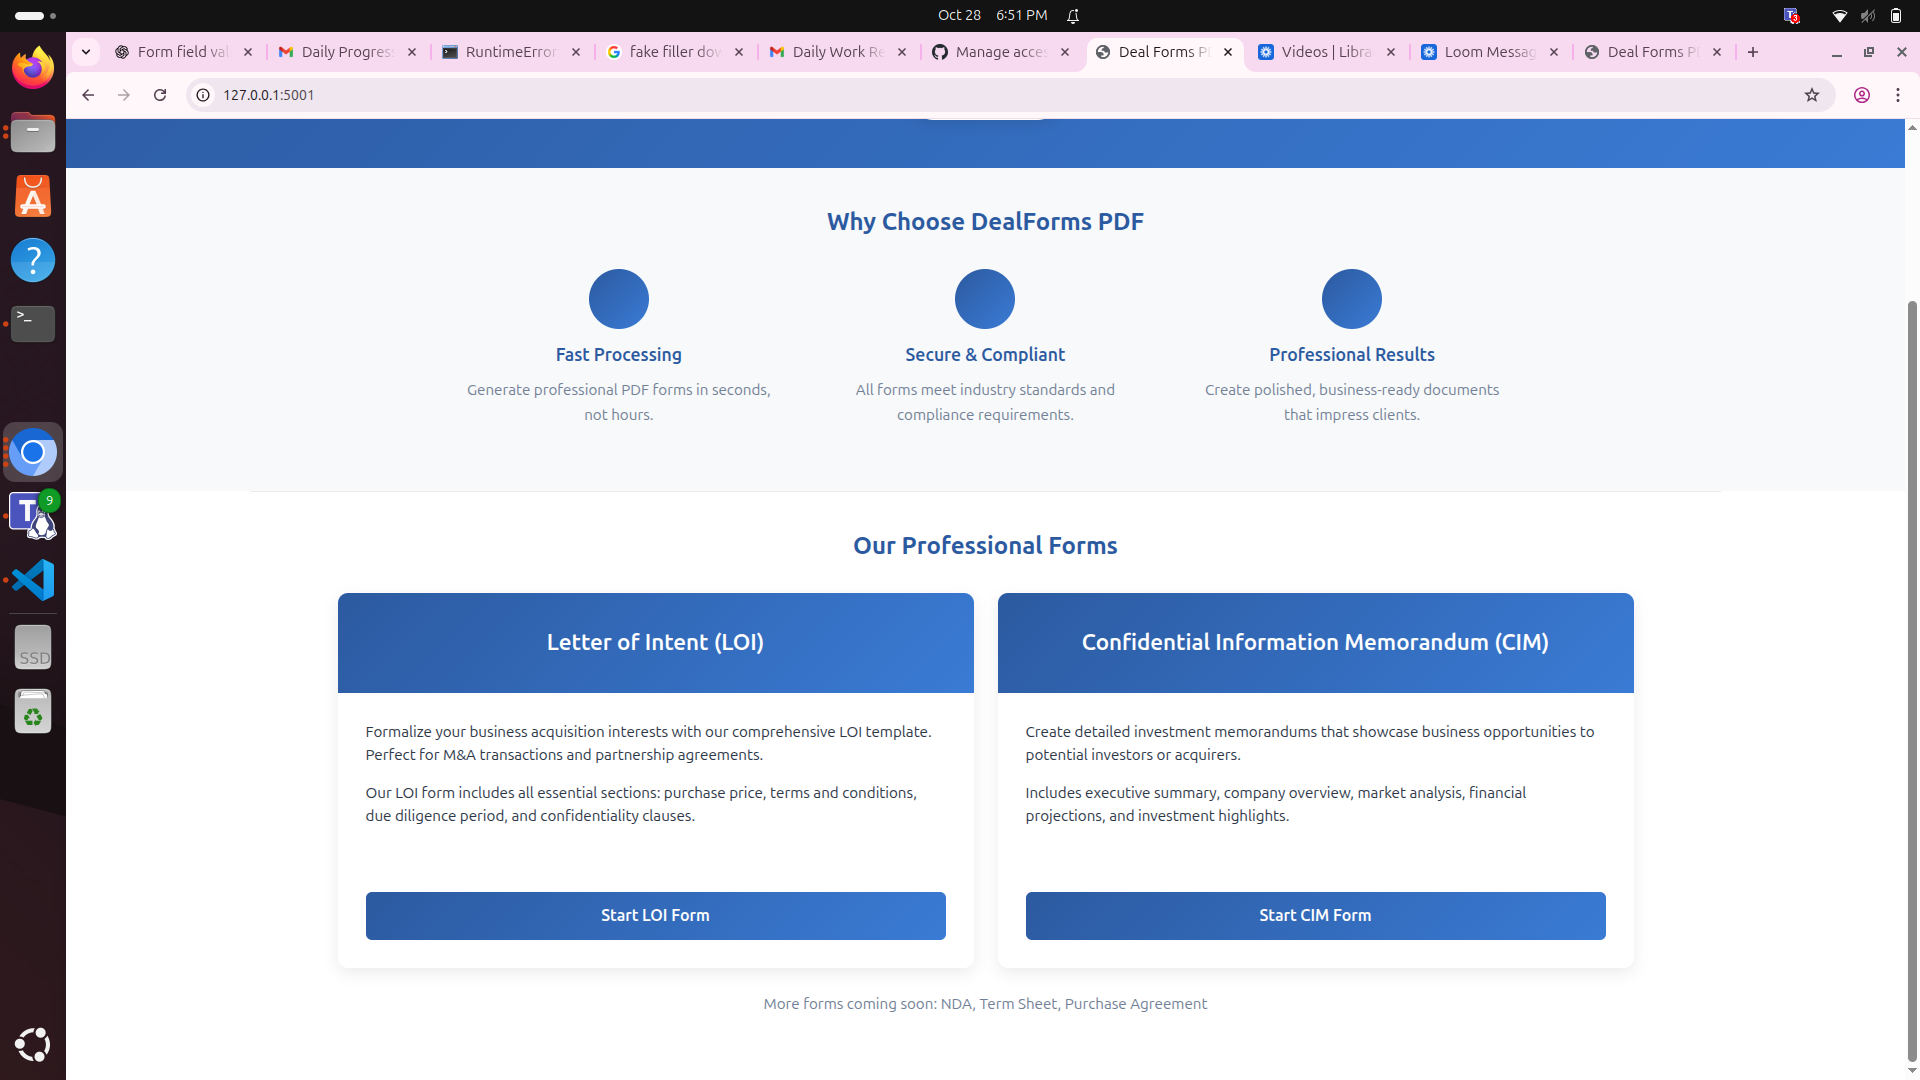 Oct 28 6:51 PM
Form field val
Daily Progres
RuntimeError
fake filler dow
Daily Work Re
Manage acces
Deal Forms P
Videos | Libra
Loom Messag
Deal Forms P
127.0.0.1:5001
Why Choose DealForms PDF
Fast Processing
Generate professional PDF forms in seconds,
not hours.
Secure & Compliant
All forms meet industry standards and
compliance requirements.
Professional Results
Create polished, business-ready documents
that impress clients.
Our Professional Forms
Letter of Intent (LOI)
Formalize your business acquisition interests with our comprehensive LOI template.
Perfect for M&A transactions and partnership agreements.
Our LOI form includes all essential sections: purchase price, terms and conditions,
due diligence period, and confidentiality clauses.
Start LOI Form
Confidential Information Memorandum (CIM)
Create detailed investment memorandums that showcase business opportunities to
potential investors or acquirers.
Includes executive summary, company overview, market analysis, financial
projections, and investment highlights.
Start CIM Form
More forms coming soon: NDA, Term Sheet, Purchase Agreement
9
SSD